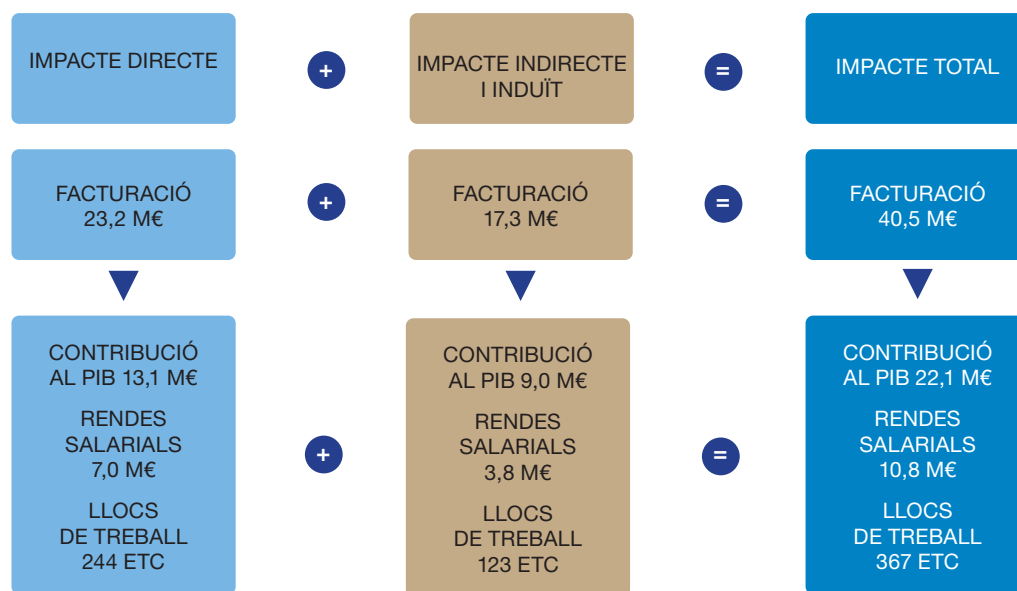 IMPACTE DIRECTE
+
IMPACTE INDIRECTE
I INDUÏT
=
IMPACTE TOTAL
FACTURACIÓ
23,2 M€
+
FACTURACIÓ
17,3 M€
=
FACTURACIÓ
40,5 M€
CONTRIBUCIÓ
AL PIB 13,1 M€
RENDES
SALARIALS
7,0 M€
LLOCS
DE TREBALL
244 ETC
+
CONTRIBUCIÓ
AL PIB 9,0 M€
RENDES
SALARIALS
3,8 M€
LLOCS
DE TREBALL
123 ETC
=
CONTRIBUCIÓ
AL PIB 22,1 M€
RENDES
SALARIALS
10,8 M€
LLOCS
DE TREBALL
367 ETC